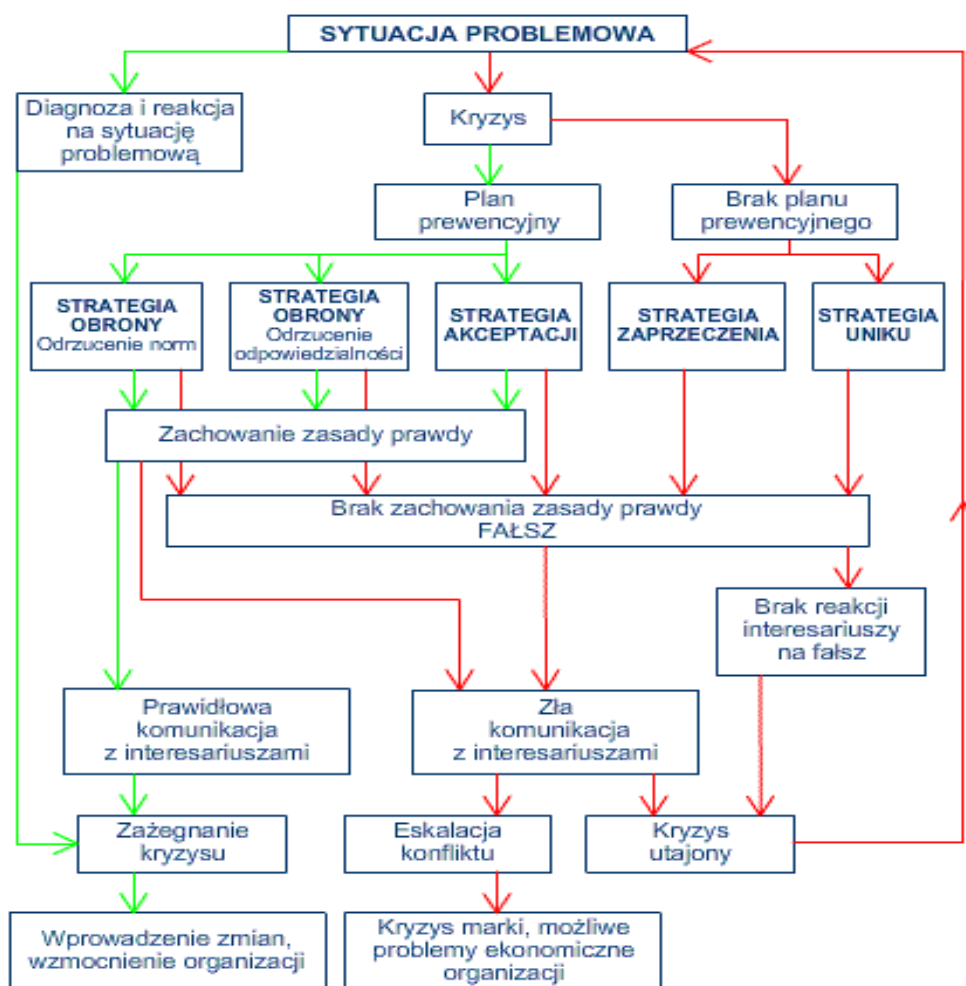 SYTUACJA PROBLEMOWA
Diagnoza i reakcja
na sytuację
problemową
Kryzys
Plan
prewencyjny
Brak planu
prewencyjnego
STRATEGIA
OBRONY
Odrzucenie norm
STRATEGIA
OBRONY
Odrzucenie
odpowiedzialności
STRATEGIA
AKCEPTACJI
STRATEGIA
ZAPRZECZENIA
STRATEGIA
UNIKU
Zachowanie zasady prawdy
Brak zachowania zasady prawdy
FAŁSZ
Brak reakcji
interesariuszy
na fałsz
Prawidłowa
komunikacja
z interesariuszami
Zła
komunikacja
z interesariuszami
Zażegnanie
kryzysu
Eskalacja
konfliktu
Kryzys
utajony
Wprowadzenie zmian,
wzmocnienie organizacji
Kryzys marki, możliwe
problemy ekonomiczne
organizacji